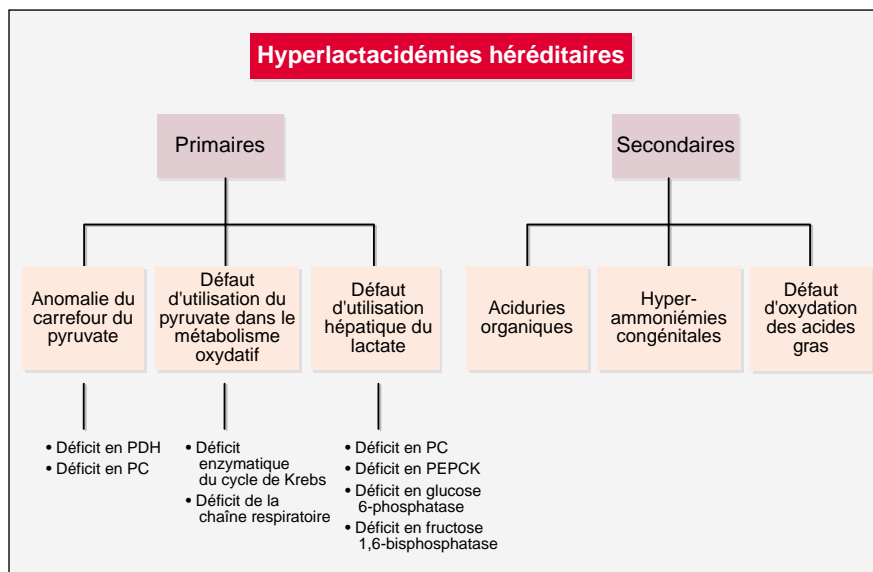 Hyperlactacidémies héréditaires
Primaires
Secondaires
Anomalie du
carrefour du
pyruvate
Défaut
d'utilisation du
pyruvate dans le
métabolisme
oxydatif
Défaut
d'utilisation
hépatique du
lactate
Aciduries
organiques
Hyper-
ammoniémies
congénitales
Défaut
d'oxydation
des acides
gras
• Déficit en PDH
• Déficit en PC
• Déficit
enzymatique
du cycle de Krebs
• Déficit de la
chaîne respiratoire
• Déficit en PC
• Déficit en PEPCK
• Déficit en glucose
6-phosphatase
• Déficit en fructose
1,6-bisphosphatase